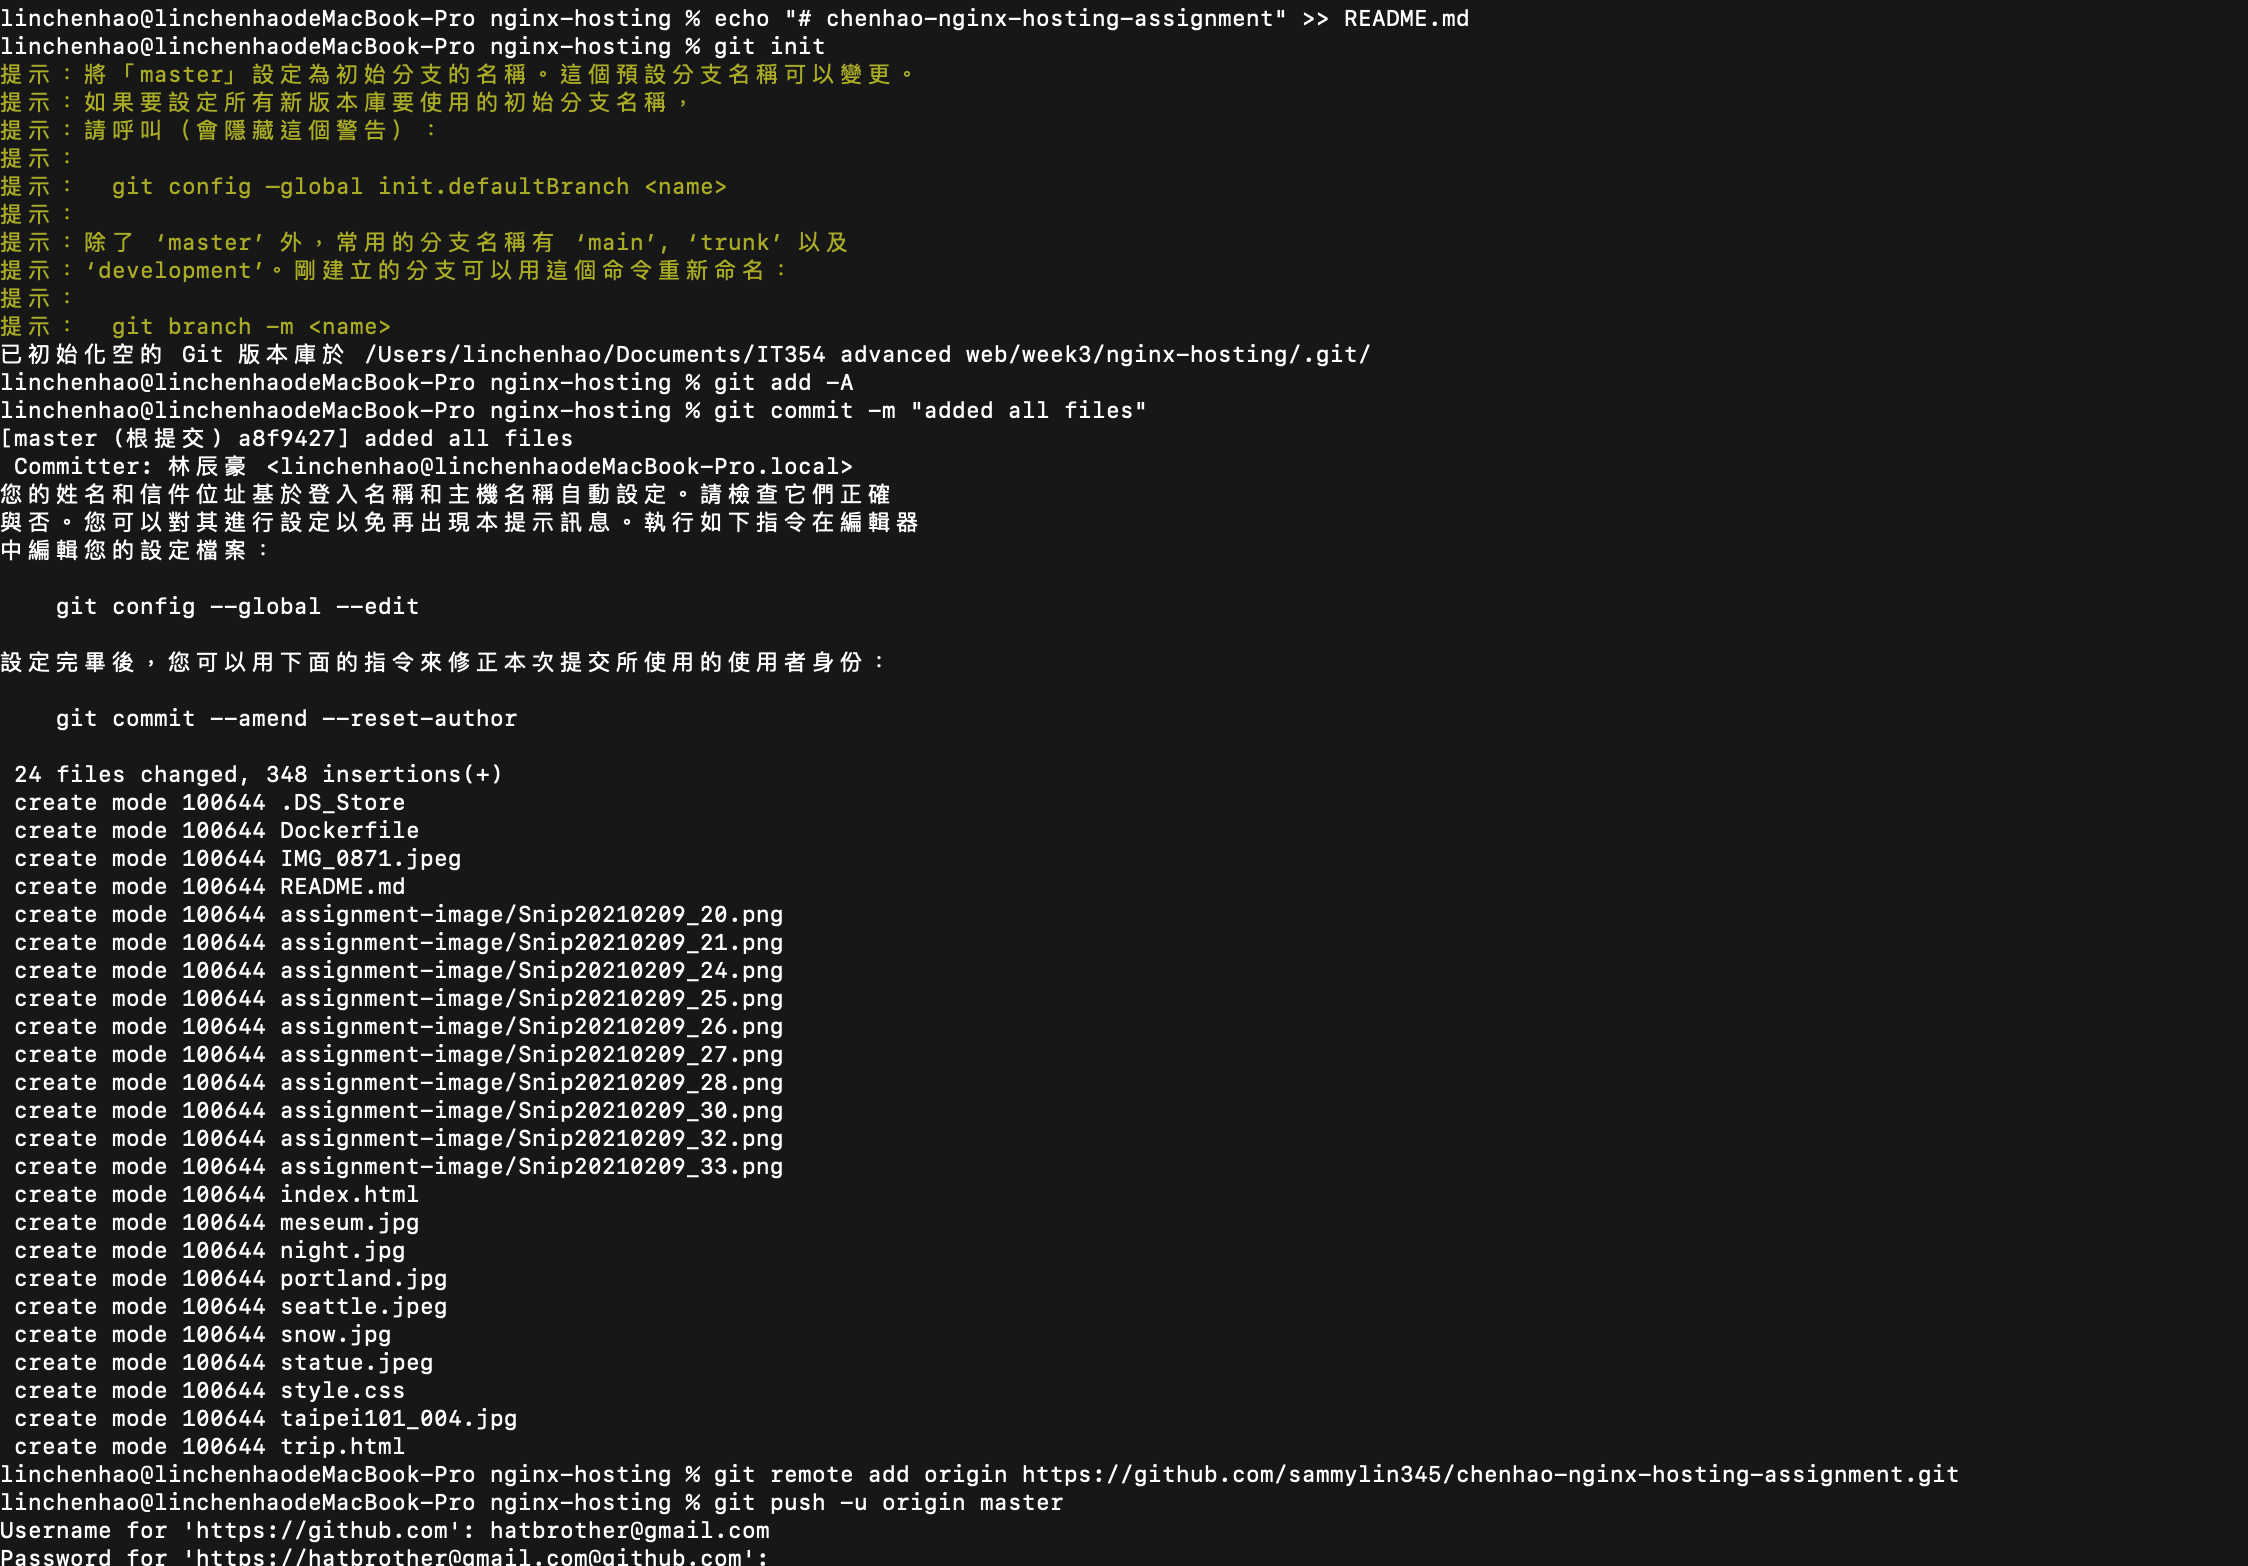 linchenhao@linchenhaodeMacBook-Pro nginx-hosting % echo "# chenhao-nginx-hosting-assignment" >> README.md
linchenhao@linchenhaodeMacBook-Pro nginx-hosting % git init
提示：將「master」設定為初始分支的名稱。這個預設分支名稱可以變更。
提示：如果要設定所有新版本庫要使用的初始分支名稱，
提示：請呼叫（會隱藏這個警告）：
提示：
提示：  git config —global init.defaultBranch <name>
提示：
提示：除了 ‘master’ 外，常用的分支名稱有 ‘main’, ‘trunk’ 以及
提示：‘development’。剛建立的分支可以用這個命令重新命名：
提示：
提示：  git branch -m <name>
已初始化空的 Git 版本庫於 /Users/linchenhao/Documents/IT354 advanced web/week3/nginx-hosting/.git/
linchenhao@linchenhaodeMacBook-Pro nginx-hosting % git add -A
linchenhao@linchenhaodeMacBook-Pro nginx-hosting % git commit -m "added all files"
[master (根提交) a8f9427] added all files
 Committer: 林辰豪 <linchenhao@linchenhaodeMacBook-Pro.local>
您的姓名和信件位址基於登入名稱和主機名稱自動設定。請檢查它們正確
與否。您可以對其進行設定以免再出現本提示訊息。執行如下指令在編輯器
中編輯您的設定檔案：
    git config --global --edit
設定完畢後，您可以用下面的指令來修正本次提交所使用的使用者身份：
    git commit --amend --reset-author
 24 files changed, 348 insertions(+)
 create mode 100644 .DS_Store
 create mode 100644 Dockerfile
 create mode 100644 IMG_0871.jpeg
 create mode 100644 README.md
 create mode 100644 assignment-image/Snip20210209_20.png
 create mode 100644 assignment-image/Snip20210209_21.png
 create mode 100644 assignment-image/Snip20210209_24.png
 create mode 100644 assignment-image/Snip20210209_25.png
 create mode 100644 assignment-image/Snip20210209_26.png
 create mode 100644 assignment-image/Snip20210209_27.png
 create mode 100644 assignment-image/Snip20210209_28.png
 create mode 100644 assignment-image/Snip20210209_30.png
 create mode 100644 assignment-image/Snip20210209_32.png
 create mode 100644 assignment-image/Snip20210209_33.png
 create mode 100644 index.html
 create mode 100644 meseum.jpg
 create mode 100644 night.jpg
 create mode 100644 portland.jpg
 create mode 100644 seattle.jpeg
 create mode 100644 snow.jpg
 create mode 100644 statue.jpeg
 create mode 100644 style.css
 create mode 100644 taipei101_004.jpg
 create mode 100644 trip.html
linchenhao@linchenhaodeMacBook-Pro nginx-hosting % git remote add origin https://github.com/sammylin345/chenhao-nginx-hosting-assignment.git
linchenhao@linchenhaodeMacBook-Pro nginx-hosting % git push -u origin master
Username for 'https://github.com': hatbrother@gmail.com
Password for 'https://hatbrother@gmail.com@github.com':